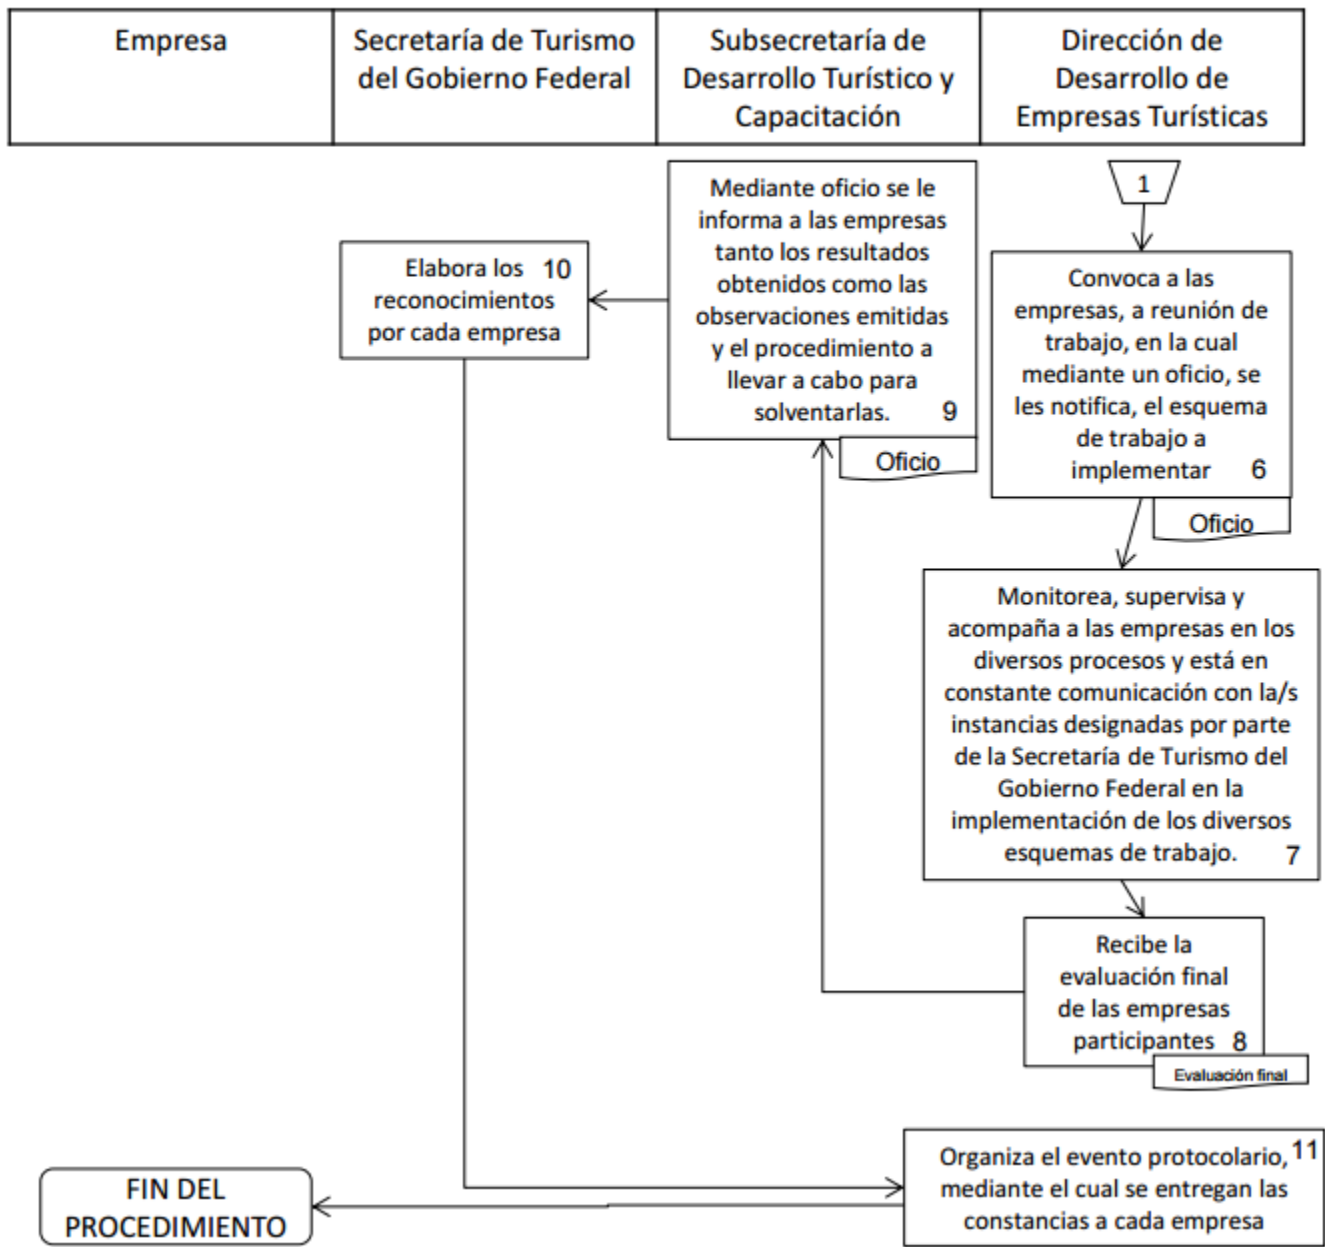 Empresa
Secretaría de Turismo
del Gobierno Federal
Subsecretaría de
Desarrollo Turístico y
Capacitación
Dirección de
Desarrollo de
Empresas Turísticas
1
Convoca a las
empresas, a reunión de
trabajo, en la cual
mediante un oficio, se
les notifica, el esquema
de trabajo a
implementar 6
Oficio
Monitorea, supervisa y
acompaña a las empresas en los
diversos procesos y está en
constante comunicación con la/s
instancias designadas por parte
de la Secretaría de Turismo del
Gobierno Federal en la
implementación de los diversos
esquemas de trabajo. 7
Recibe la
evaluación final
de las empresas
participantes 8
Evaluación final
Mediante oficio se le
informa a las empresas
tanto los resultados
obtenidos como las
observaciones emitidas
y el procedimiento a
llevar a cabo para
solventarlas. 9
Oficio
Elabora los 10
reconocimientos
por cada empresa
Organiza el evento protocolario, 11
mediante el cual se entregan las
constancias a cada empresa
FIN DEL
PROCEDIMIENTO